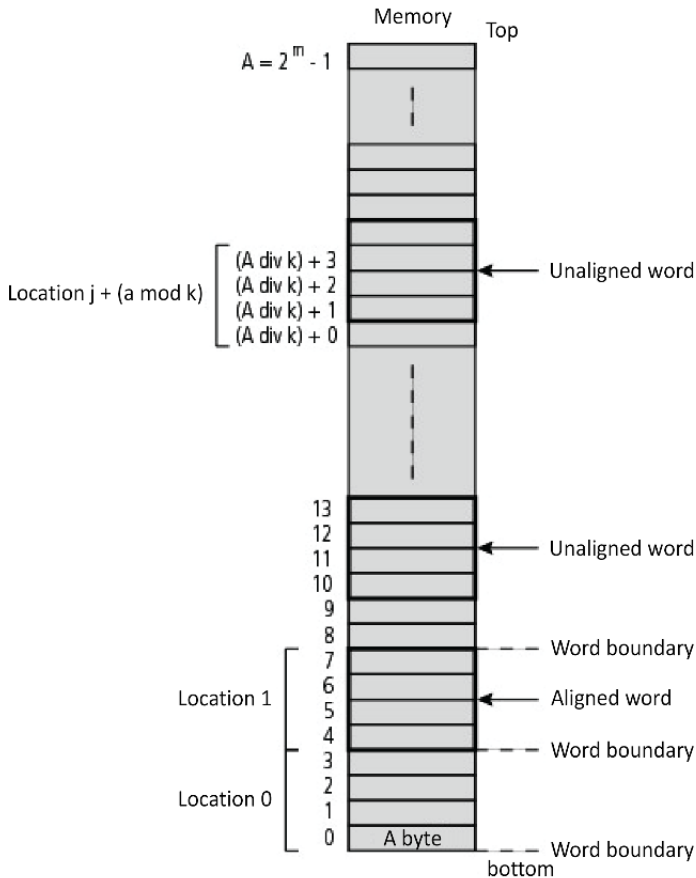 Memory
Top
A = 2^m - 1
(A div k) + 3
Unaligned word
(A div k) + 2
Location j + (a mod k)
(A div k) + 1
(A div k) + 0
13
12
Unaligned word
11
10
9
8
Word boundary
7
6
Location 1
Aligned word
5
4
Word boundary
3
2
Location 0
1
0
A byte
Word boundary
bottom